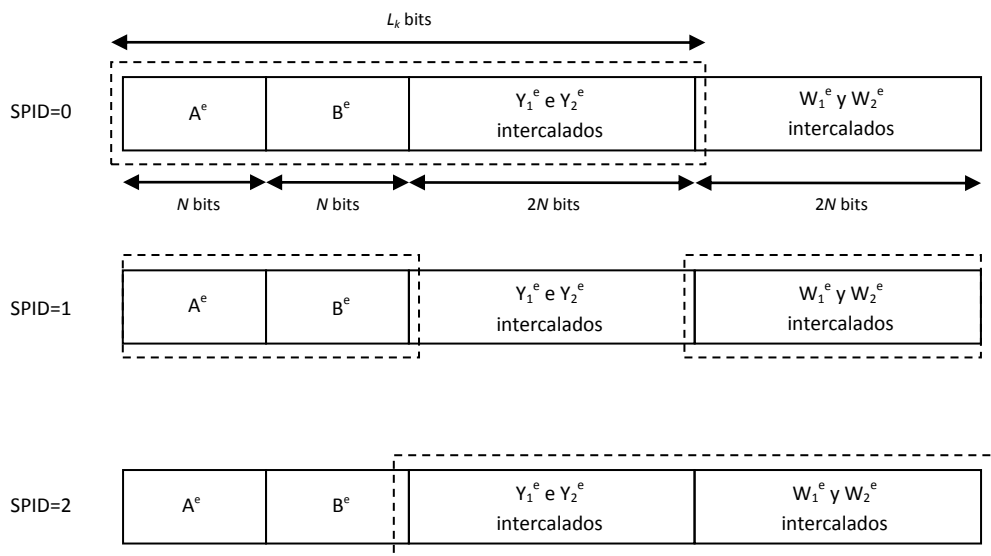 L_k bits
SPID=0
A^e
B^e
Y_1^e e Y_2^e
intercalados
W_1^e y W_2^e
intercalados
N bits
N bits
2N bits
2N bits
SPID=1
A^e
B^e
Y_1^e e Y_2^e
intercalados
W_1^e y W_2^e
intercalados
SPID=2
A^e
B^e
Y_1^e e Y_2^e
intercalados
W_1^e y W_2^e
intercalados